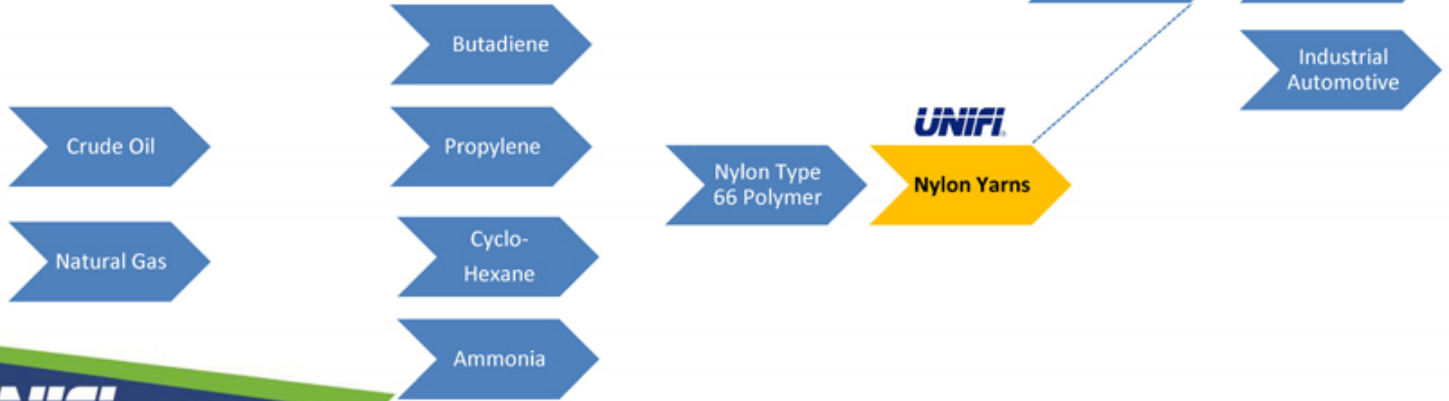 Butadiene
Industrial
Automotive
UNIFI
Crude Oil
Propylene
Nylon Type
66 Polymer
Nylon Yarns
Natural Gas
Cyclo-
Hexane
Ammonia